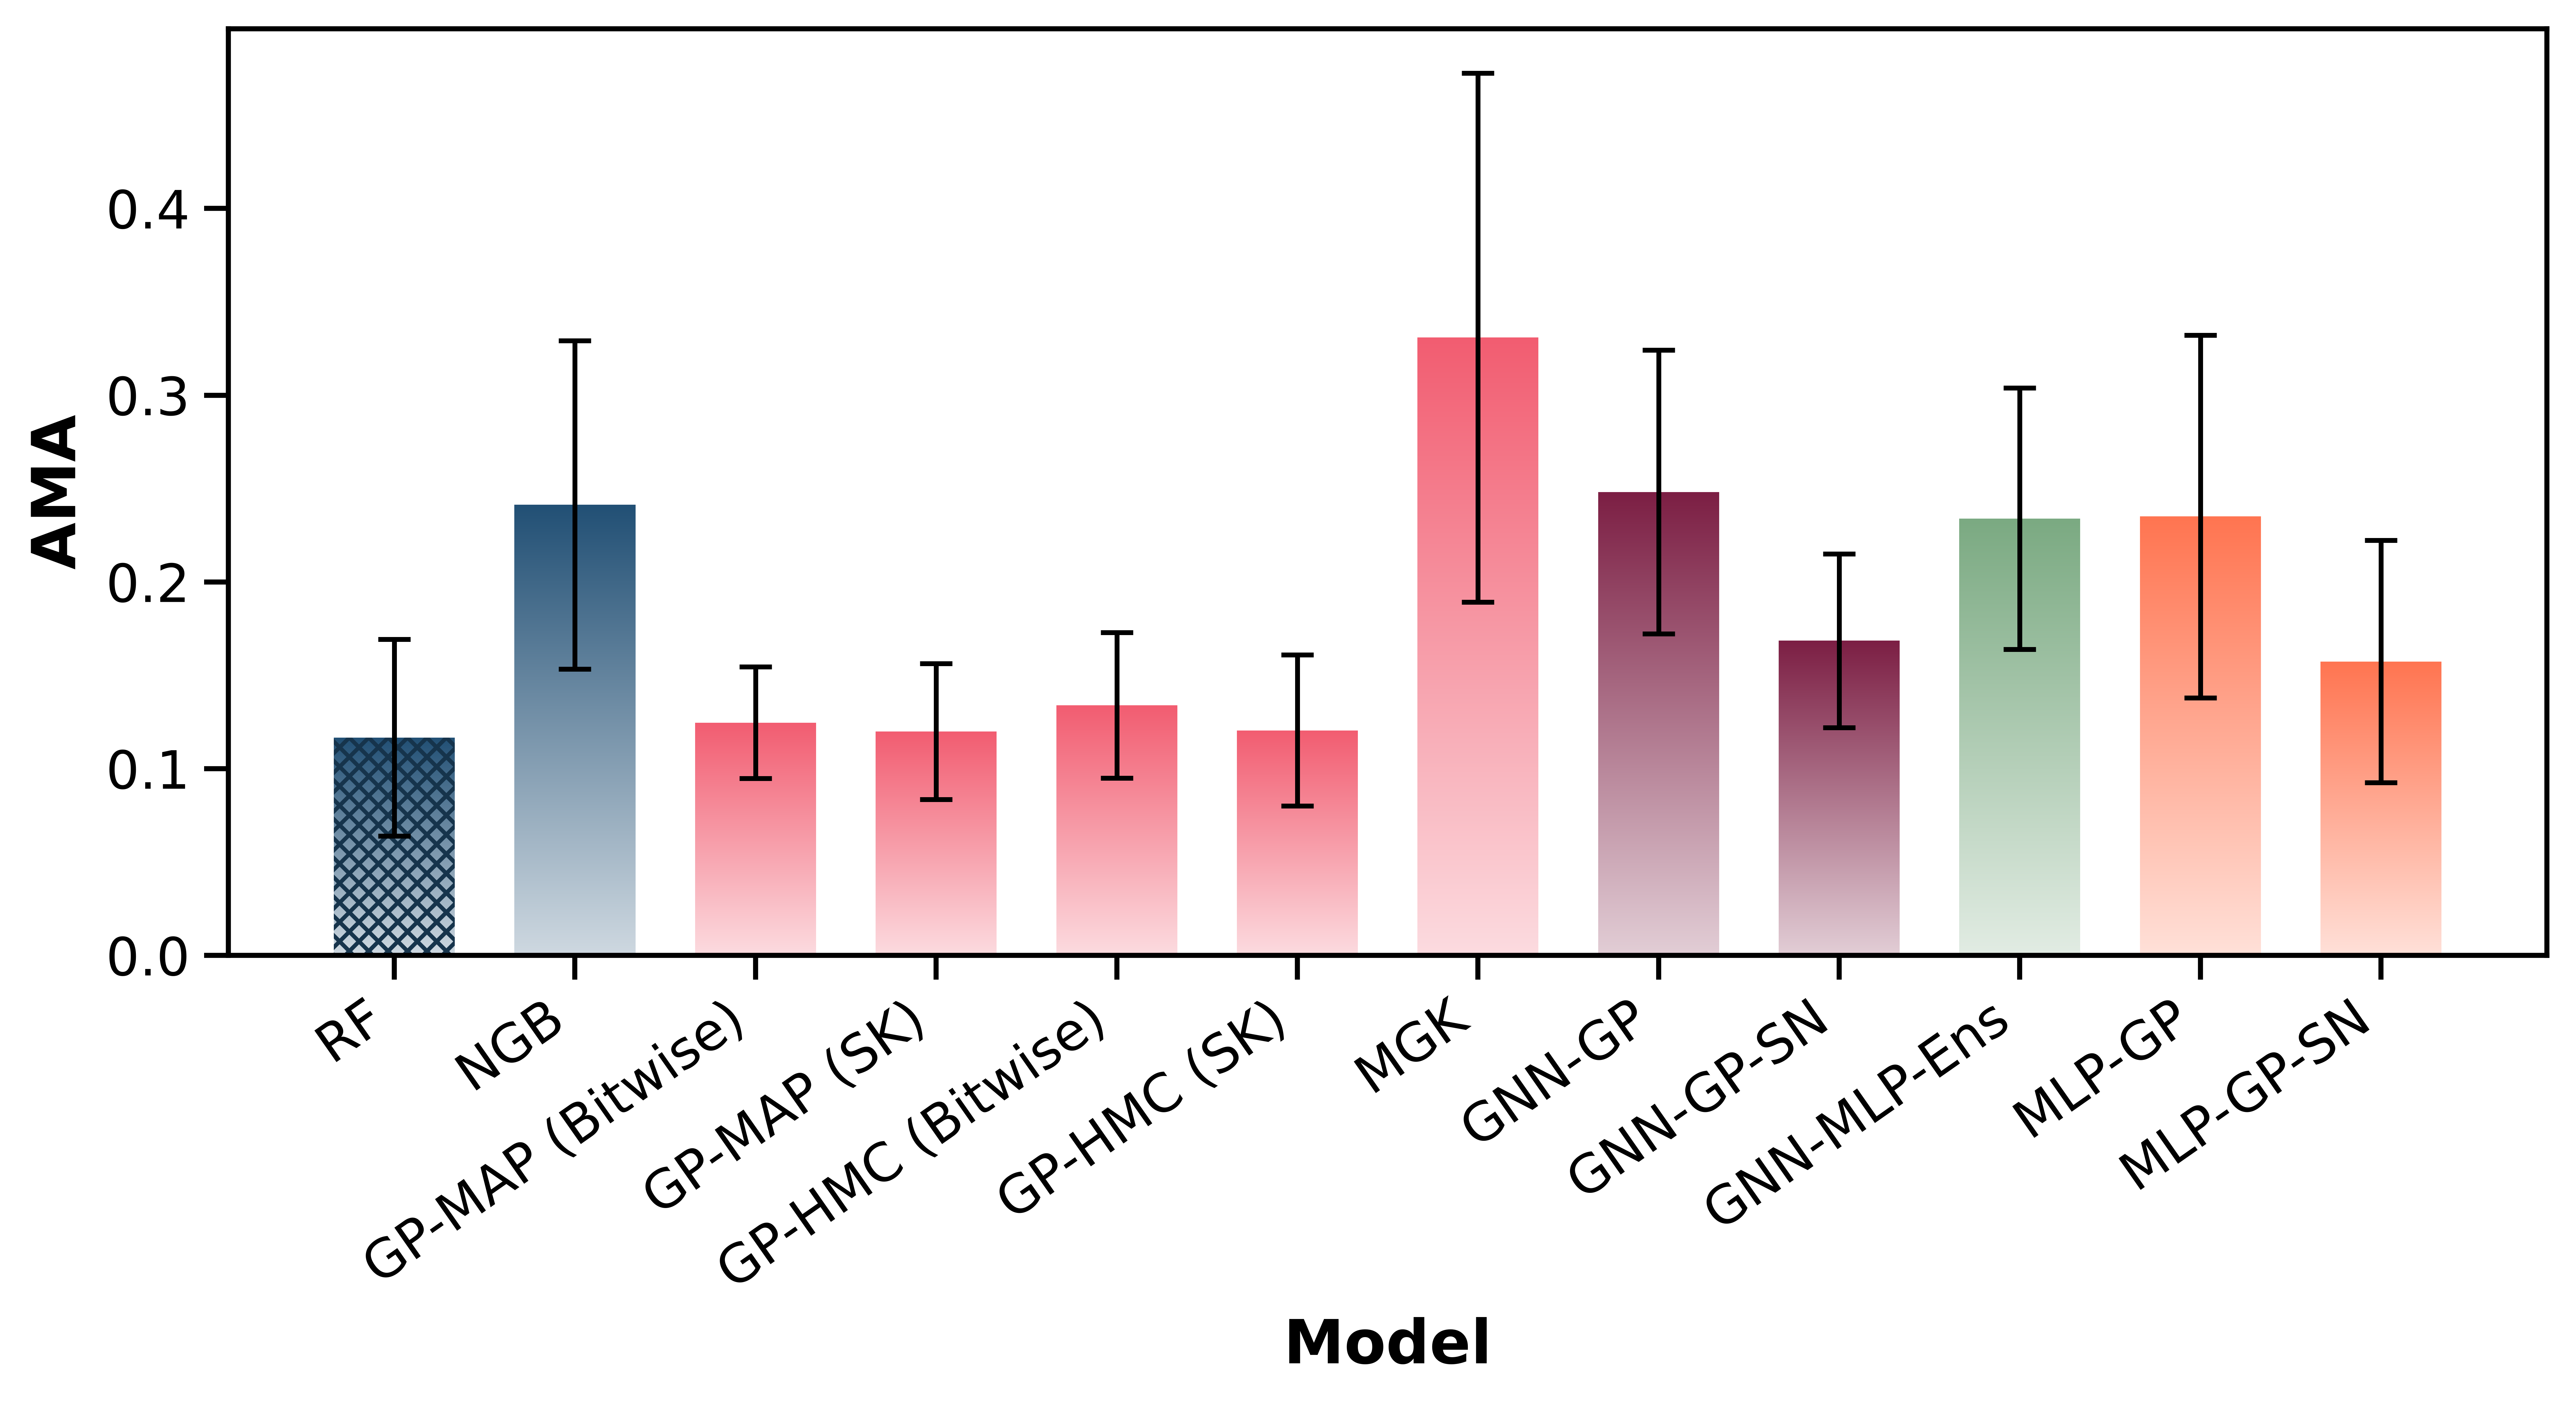 AMA
0.4
0.3
0.2
0.1
0.0
RF
NGB
GP-MAP (Bitwise)
GP-MAP (SK)
GP-HMC (Bitwise)
GP-HMC (SK)
MGK
GNN-GP
GNN-GP-SN
GNN-MLP-Ens
MLP-GP
MLP-GP-SN
Model